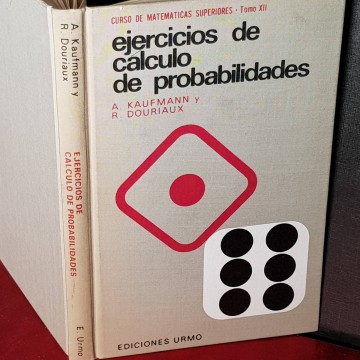 CURSO DE MATEMATICAS SUPERIORES - Tomo XII
ejercicios de
calculo
de probabilidades
A. KAUFMANN y
R. DOURIAUX
EDICIONES URMO
A. Kaufmann y
R. Douriaux
EJERCICIOS DE
CALCULO DE PROBABILIDADES
E. Urmo